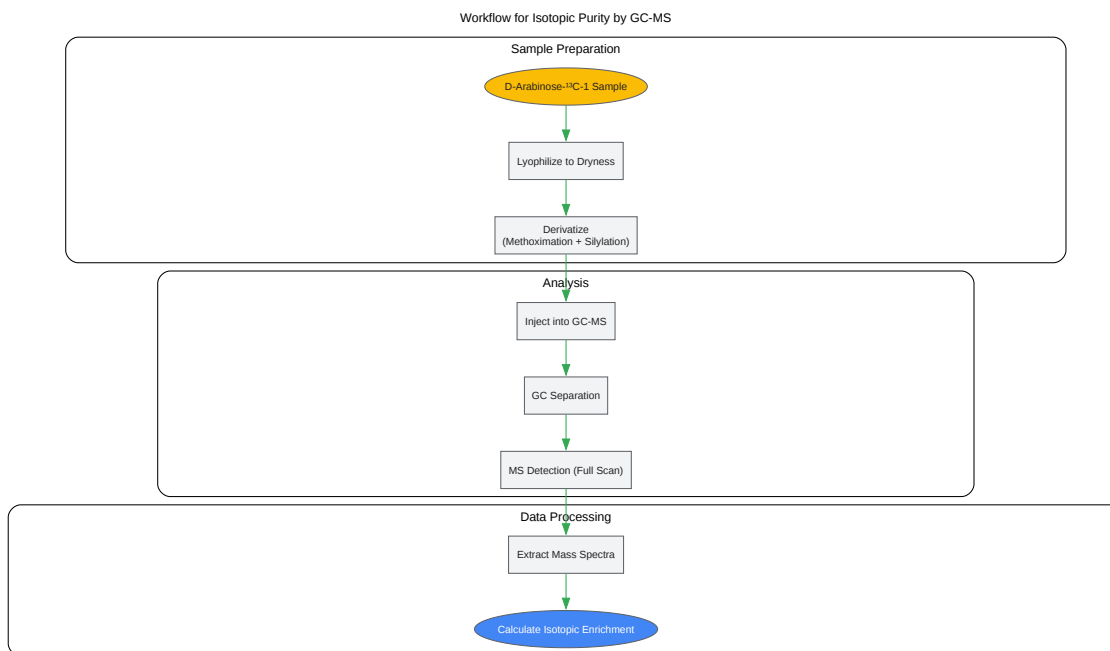 Workflow for Isotopic Purity by GC-MS
Sample Preparation
D-Arabinose-¹³C-1 Sample
Lyophilize to Dryness
Derivatize
(Methoximation + Silylation)
Analysis
Inject into GC-MS
GC Separation
MS Detection (Full Scan)
Data Processing
Extract Mass Spectra
Calculate Isotopic Enrichment